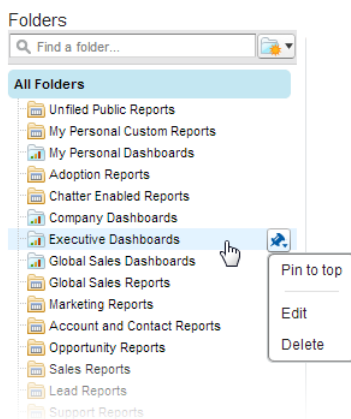 Folders
Find a folder...
All Folders
Unfiled Public Reports
My Personal Custom Reports
My Personal Dashboards
Adoption Reports
Chatter Enabled Reports
Company Dashboards
Executive Dashboards
Global Sales Dashboards
Pin to top
Global Sales Reports
Marketing Reports
Edit
Account and Contact Reports
Opportunity Reports
Delete
Sales Reports
Lead Reports
Support Reports